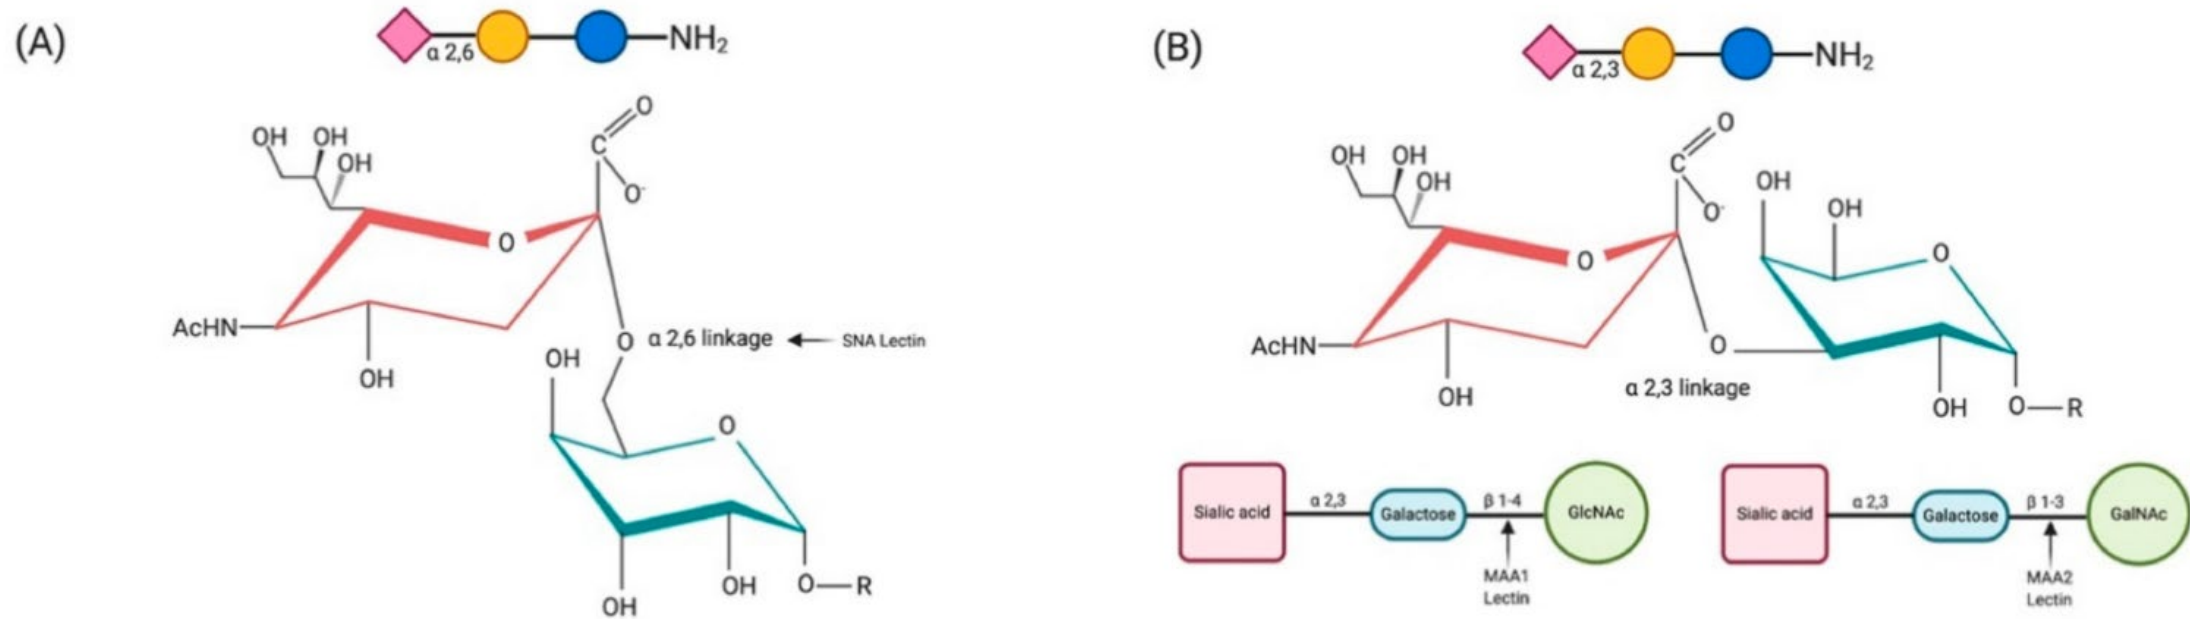 (A)
α 2,6
NH₂
O
C
O⁻
OH
OH
OH
O
AcHN
OH
O
α 2,6 linkage
SNA Lectin
OH
O
OH
O—R
OH
(B)
α 2,3
NH₂
O
C
O⁻
OH
OH
OH
OH
OH
O
O
AcHN
O
α 2,3 linkage
OH
OH
O—R
Sialic acid
α 2,3
Galactose
β 1-4
GlcNAc
MAA1
Lectin
Sialic acid
α 2,3
Galactose
β 1-3
GalNAc
MAA2
Lectin